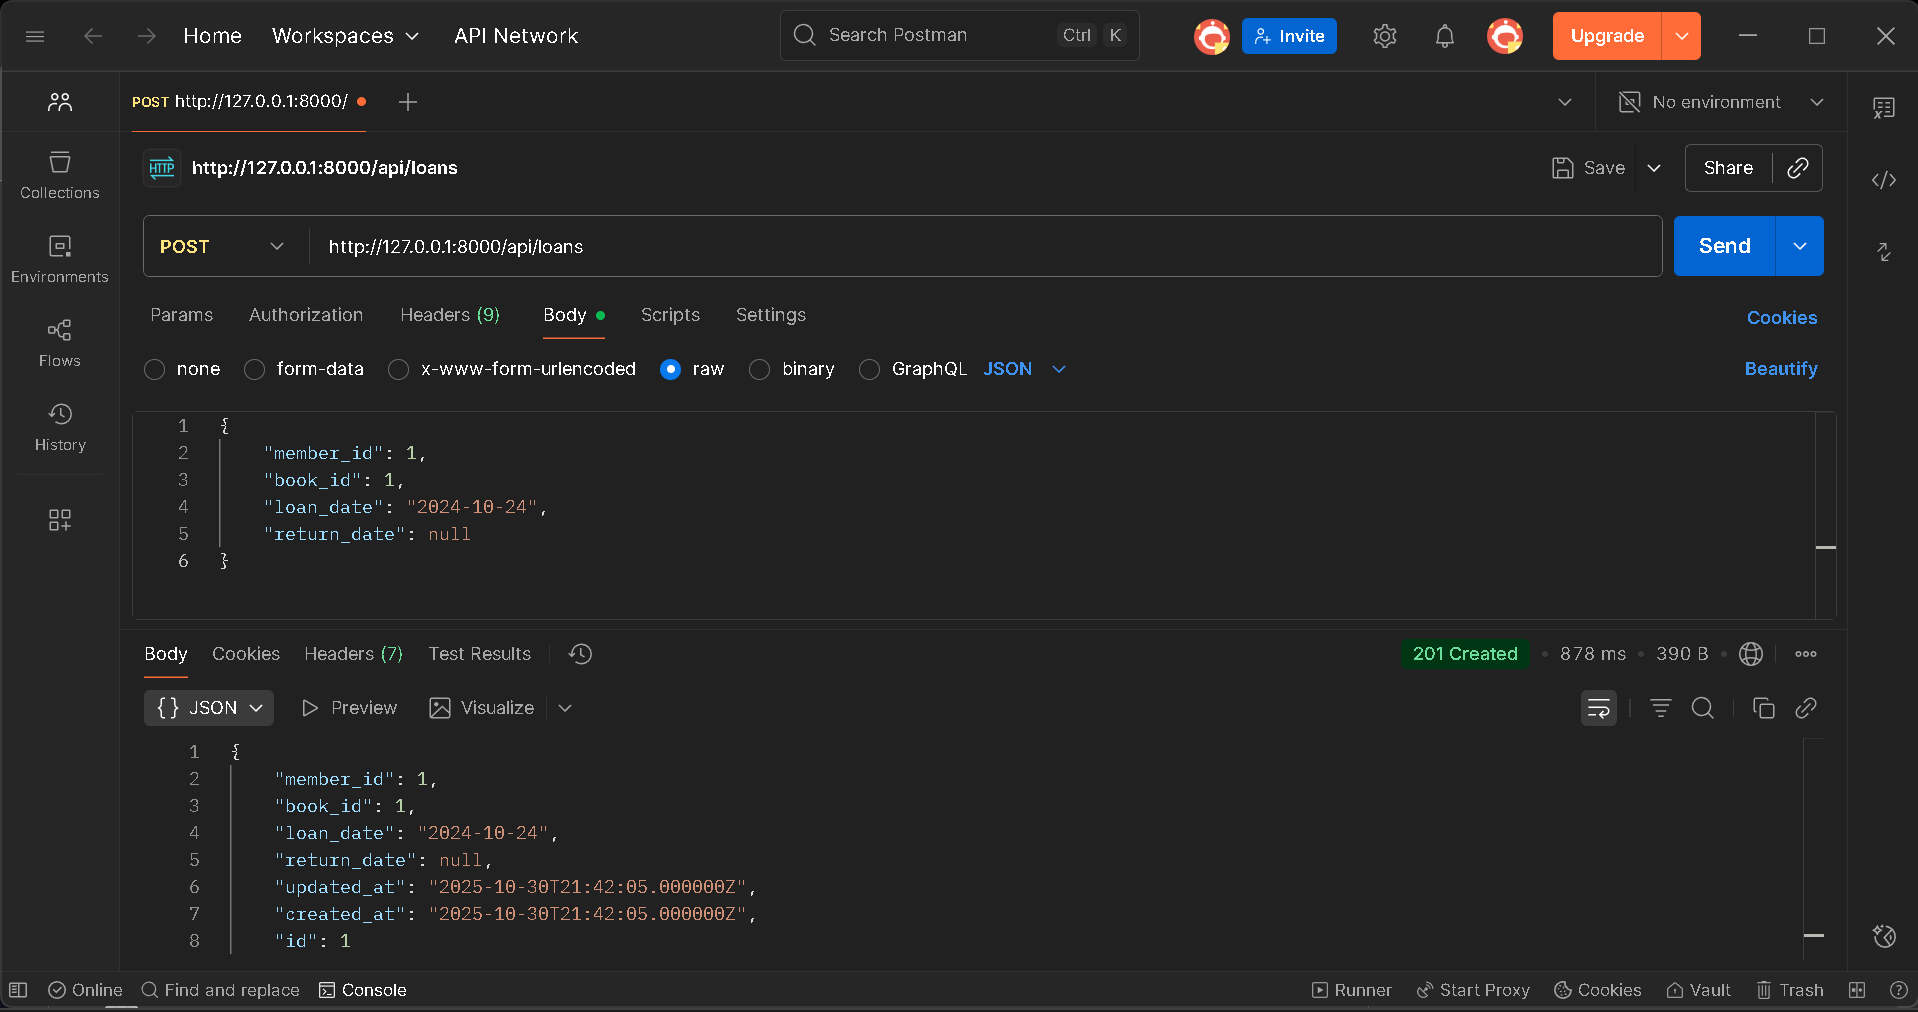 Home Workspaces API Network Search Postman Ctrl K Invite Upgrade
POST http://127.0.0.1:8000/ No environment
HTTP http://127.0.0.1:8000/api/loans Save Share
Collections
POST http://127.0.0.1:8000/api/loans Send
Environments
Params Authorization Headers (9) Body Scripts Settings Cookies
Flows
none form-data x-www-form-urlencoded raw binary GraphQL JSON Beautify
History
1 {
2 "member_id": 1,
3 "book_id": 1,
4 "loan_date": "2024-10-24",
5 "return_date": null
6 }
Body Cookies Headers (7) Test Results 201 Created 878 ms 390 B
{} JSON Preview Visualize
1 {
2 "member_id": 1,
3 "book_id": 1,
4 "loan_date": "2024-10-24",
5 "return_date": null,
6 "updated_at": "2025-10-30T21:42:05.000000Z",
7 "created_at": "2025-10-30T21:42:05.000000Z",
8 "id": 1
Online Find and replace Console Runner Start Proxy Cookies Vault Trash